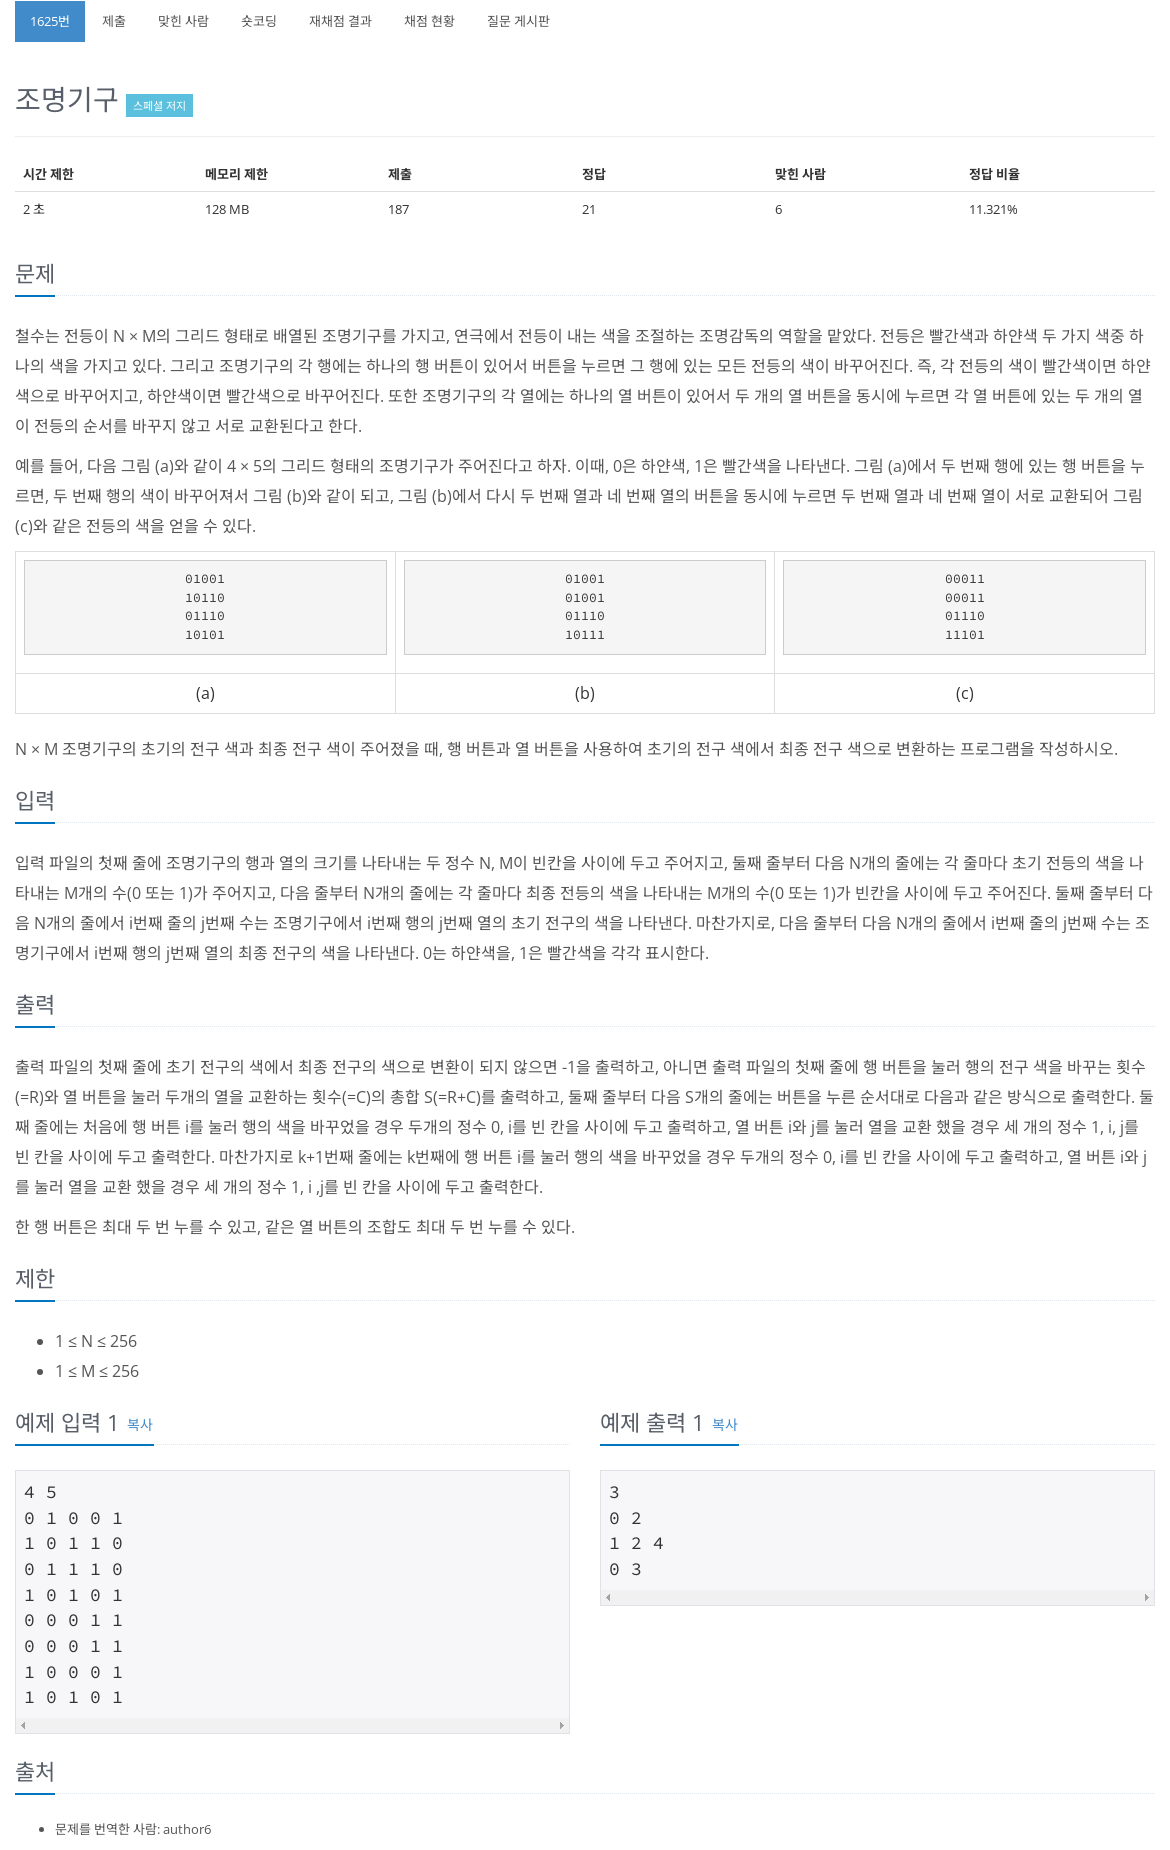 1625번 제출 맞힌 사람 숏코딩 재채점 결과 채점 현황 질문 게시판
조명기구 스페셜 저지
시간 제한 메모리 제한 제출 정답 맞힌 사람 정답 비율
2 초 128 MB 187 21 6 11.321%
문제
철수는 전등이 N × M의 그리드 형태로 배열된 조명기구를 가지고, 연극에서 전등이 내는 색을 조절하는 조명감독의 역할을 맡았다. 전등은 빨간색과 하얀색 두 가지 색중 하
나의 색을 가지고 있다. 그리고 조명기구의 각 행에는 하나의 행 버튼이 있어서 버튼을 누르면 그 행에 있는 모든 전등의 색이 바꾸어진다. 즉, 각 전등의 색이 빨간색이면 하얀
색으로 바꾸어지고, 하얀색이면 빨간색으로 바꾸어진다. 또한 조명기구의 각 열에는 하나의 열 버튼이 있어서 두 개의 열 버튼을 동시에 누르면 각 열 버튼에 있는 두 개의 열
이 전등의 순서를 바꾸지 않고 서로 교환된다고 한다.
예를 들어, 다음 그림 (a)와 같이 4 × 5의 그리드 형태의 조명기구가 주어진다고 하자. 이때, 0은 하얀색, 1은 빨간색을 나타낸다. 그림 (a)에서 두 번째 행에 있는 행 버튼을 누
르면, 두 번째 행의 색이 바꾸어져서 그림 (b)와 같이 되고, 그림 (b)에서 다시 두 번째 열과 네 번째 열의 버튼을 동시에 누르면 두 번째 열과 네 번째 열이 서로 교환되어 그림
(c)와 같은 전등의 색을 얻을 수 있다.
01001 01001 00011
10110 01001 00011
01110 01110 01110
10101 10111 11101
(a) (b) (c)
N × M 조명기구의 초기의 전구 색과 최종 전구 색이 주어졌을 때, 행 버튼과 열 버튼을 사용하여 초기의 전구 색에서 최종 전구 색으로 변환하는 프로그램을 작성하시오.
입력
입력 파일의 첫째 줄에 조명기구의 행과 열의 크기를 나타내는 두 정수 N, M이 빈칸을 사이에 두고 주어지고, 둘째 줄부터 다음 N개의 줄에는 각 줄마다 초기 전등의 색을 나
타내는 M개의 수(0 또는 1)가 주어지고, 다음 줄부터 N개의 줄에는 각 줄마다 최종 전등의 색을 나타내는 M개의 수(0 또는 1)가 빈칸을 사이에 두고 주어진다. 둘째 줄부터 다
음 N개의 줄에서 i번째 줄의 j번째 수는 조명기구에서 i번째 행의 j번째 열의 초기 전구의 색을 나타낸다. 마찬가지로, 다음 줄부터 다음 N개의 줄에서 i번째 줄의 j번째 수는 조
명기구에서 i번째 행의 j번째 열의 최종 전구의 색을 나타낸다. 0는 하얀색을, 1은 빨간색을 각각 표시한다.
출력
출력 파일의 첫째 줄에 초기 전구의 색에서 최종 전구의 색으로 변환이 되지 않으면 -1을 출력하고, 아니면 출력 파일의 첫째 줄에 행 버튼을 눌러 행의 전구 색을 바꾸는 횟수
(=R)와 열 버튼을 눌러 두개의 열을 교환하는 횟수(=C)의 총합 S(=R+C)를 출력하고, 둘째 줄부터 다음 S개의 줄에는 버튼을 누른 순서대로 다음과 같은 방식으로 출력한다. 둘
째 줄에는 처음에 행 버튼 i를 눌러 행의 색을 바꾸었을 경우 두개의 정수 0, i를 빈 칸을 사이에 두고 출력하고, 열 버튼 i와 j를 눌러 열을 교환 했을 경우 세 개의 정수 1, i, j를
빈 칸을 사이에 두고 출력한다. 마찬가지로 k+1번째 줄에는 k번째에 행 버튼 i를 눌러 행의 색을 바꾸었을 경우 두개의 정수 0, i를 빈 칸을 사이에 두고 출력하고, 열 버튼 i와 j
를 눌러 열을 교환 했을 경우 세 개의 정수 1, i ,j를 빈 칸을 사이에 두고 출력한다.
한 행 버튼은 최대 두 번 누를 수 있고, 같은 열 버튼의 조합도 최대 두 번 누를 수 있다.
제한
1 ≤ N ≤ 256
1 ≤ M ≤ 256
예제 입력 1 복사
4 5
0 1 0 0 1
1 0 1 1 0
0 1 1 1 0
1 0 1 0 1
0 0 0 1 1
0 0 0 1 1
1 0 0 0 1
1 0 1 0 1
예제 출력 1 복사
3
0 2
1 2 4
0 3
출처
문제를 번역한 사람: author6